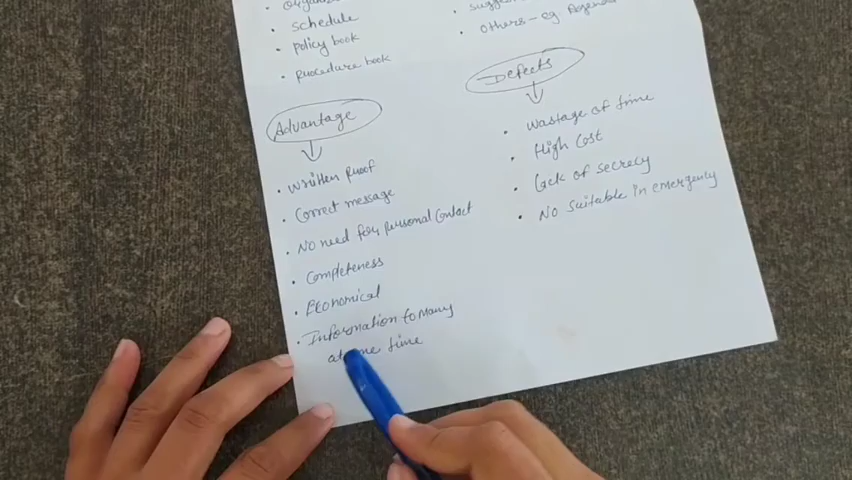 • schedule
• policy book
• procedure book
• others - eg Agenda
Advantage
• Written proof
• Correct message
• No need for personal contact
• Completeness
• Economical
• Information to Many
at one time
Defects
• Wastage of time
• High Cost
• Lack of secrecy
• No suitable in emergency